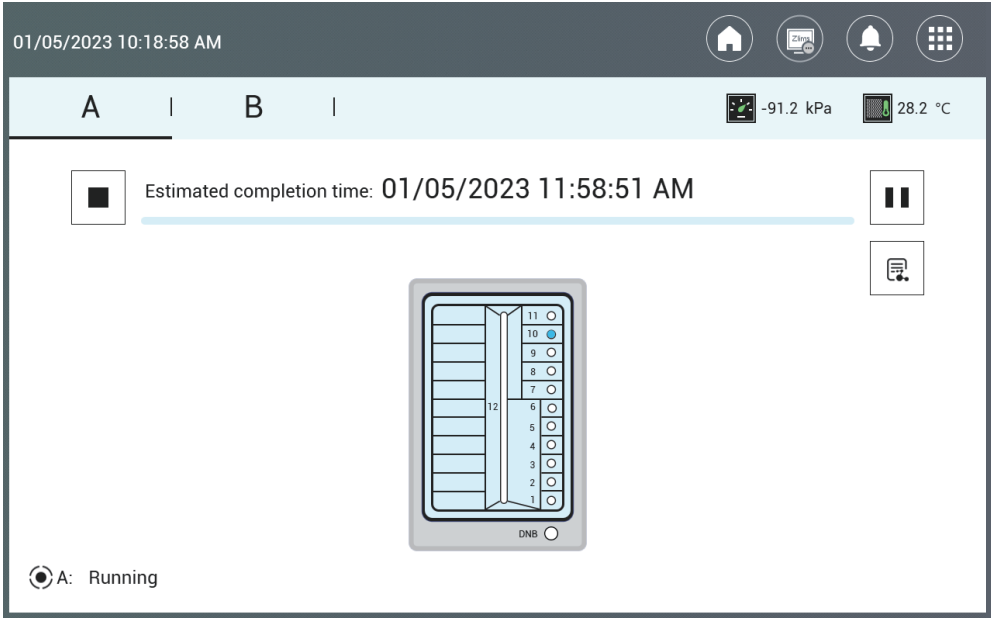 01/05/2023 10:18:58 AM
Zlims
A | B |
-91.2 kPa
28.2 °C
Estimated completion time: 01/05/2023 11:58:51 AM
11
10
9
8
7
12
6
5
4
3
2
1
DNB
A: Running